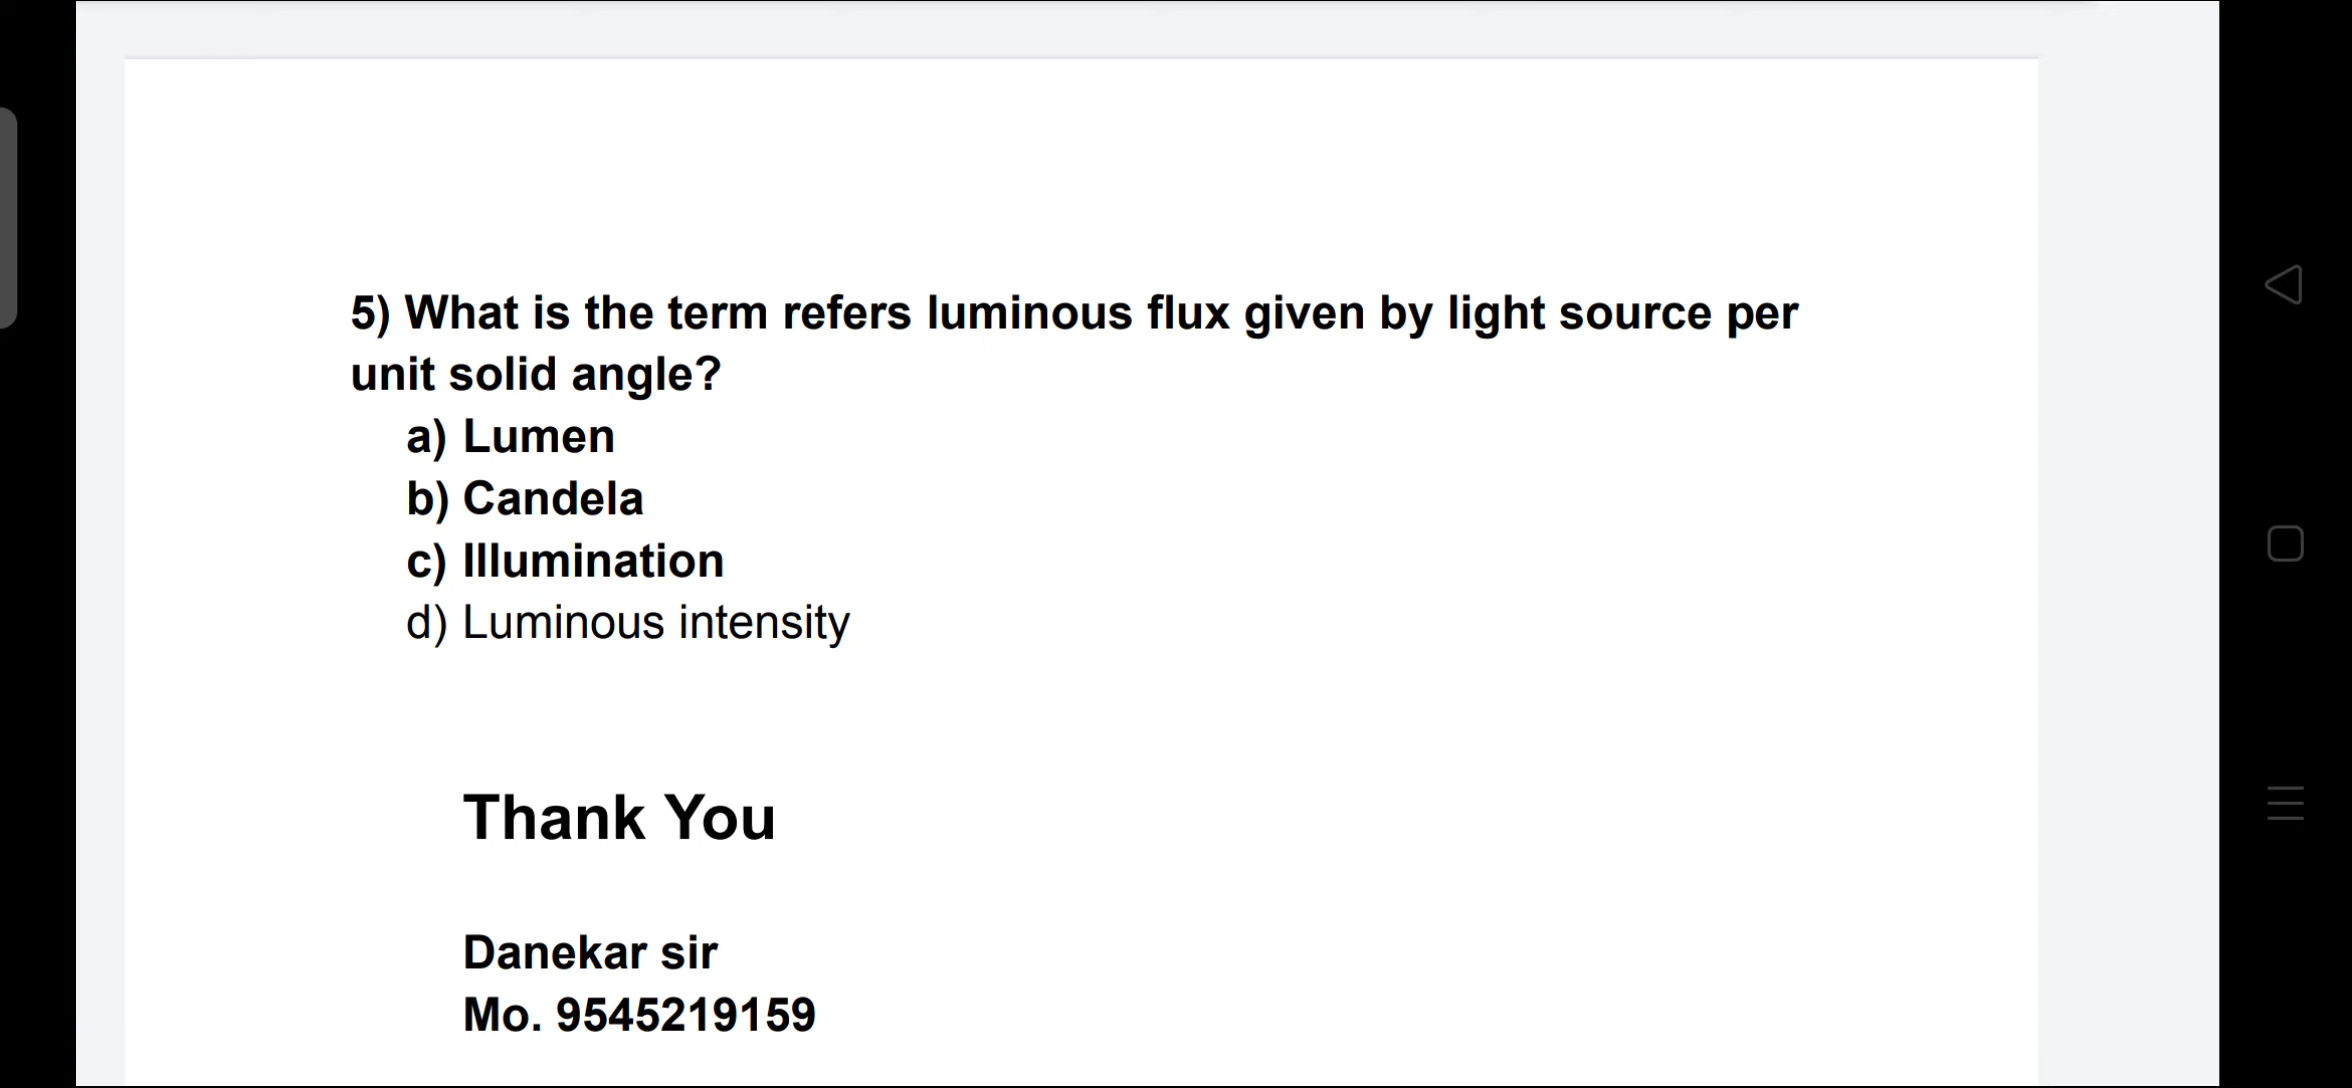 5) What is the term refers luminous flux given by light source per
unit solid angle?
a) Lumen
b) Candela
c) Illumination
d) Luminous intensity
Thank You
Danekar sir
Mo. 9545219159